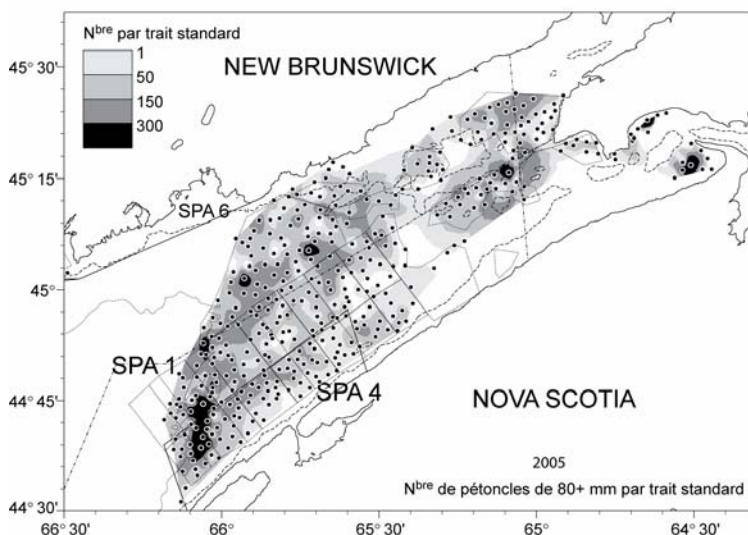 Nbre par trait standard
1
50
150
300
NEW BRUNSWICK
45° 30'
45° 15'
SPA 6
45°
SPA 1
SPA 4
44° 45'
NOVA SCOTIA
2005
Nbre de pétoncles de 80+ mm par trait standard
44° 30'
66° 30' 66° 65° 30' 65° 64° 30'